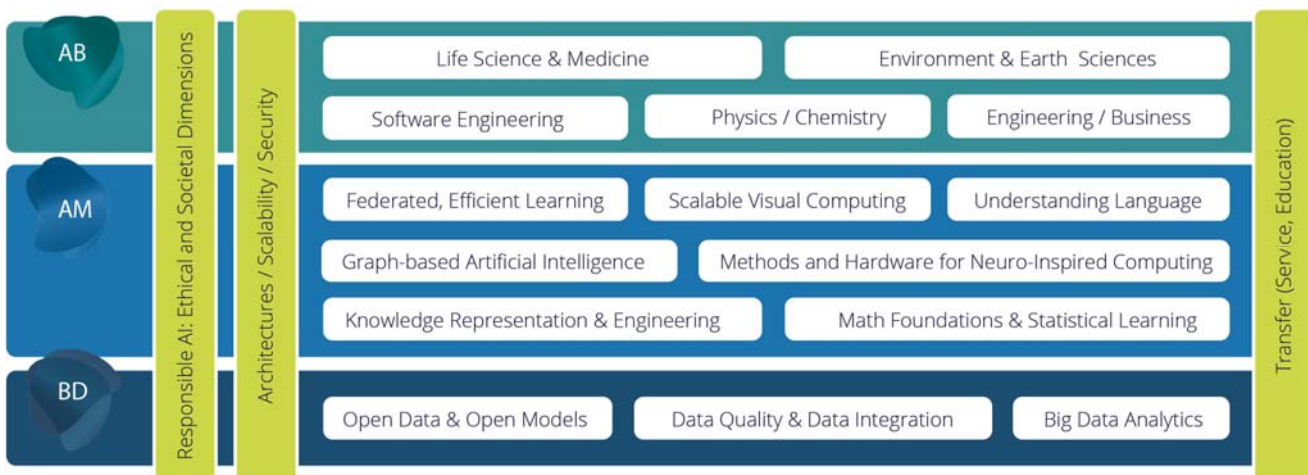 AB
Life Science & Medicine
Environment & Earth Sciences
Software Engineering
Physics / Chemistry
Engineering / Business
AM
Federated, Efficient Learning
Scalable Visual Computing
Understanding Language
Graph-based Artificial Intelligence
Methods and Hardware for Neuro-Inspired Computing
Knowledge Representation & Engineering
Math Foundations & Statistical Learning
BD
Open Data & Open Models
Data Quality & Data Integration
Big Data Analytics
Responsible AI: Ethical and Societal Dimensions
Architectures / Scalability / Security
Transfer (Service, Education)